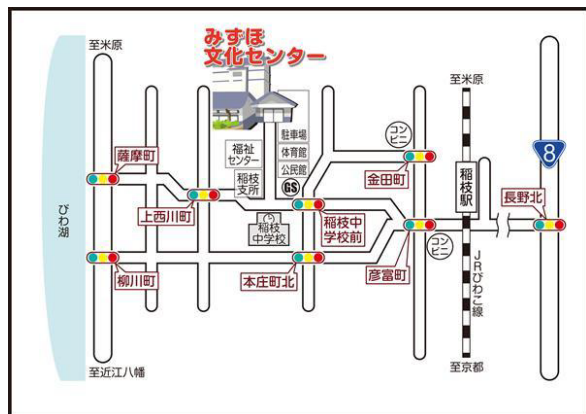 みずほ
文化センター
至米原
至米原
コンビニ
駐車場
体育館
公民館
福祉
センター
稲枝
支所
GS
薩摩町
上西川町
金田町
稲枝駅
8
長野北
びわ湖
稲枝
中学校
稲枝中
学校前
コンビニ
柳川町
本庄町北
彦富町
JRびわこ線
至近江八幡
至京都